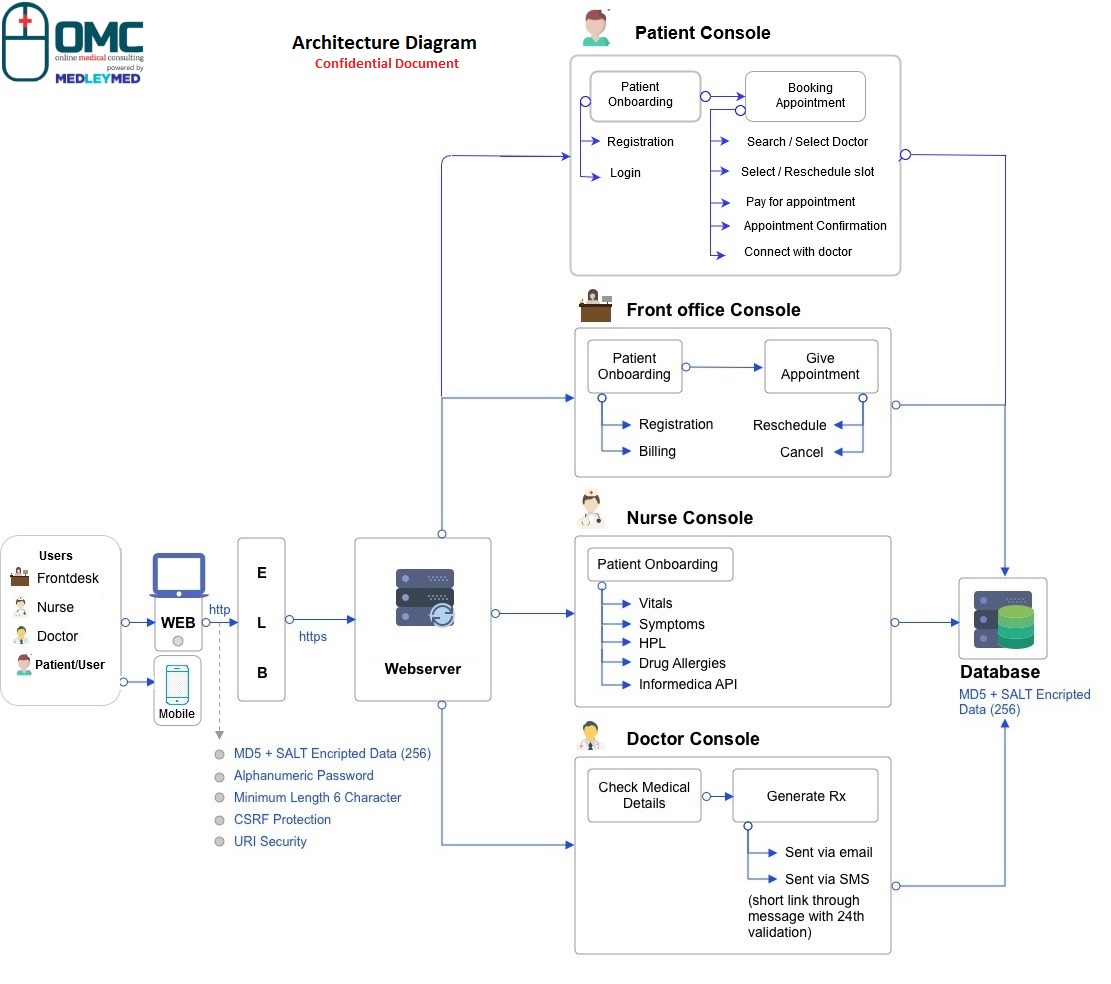 OMC
online medical consulting
powered by
MEDLEYMED
Architecture Diagram
Confidential Document
Patient Console
Patient
Onboarding
Booking
Appointment
Registration
Login
Search / Select Doctor
Select / Reschedule slot
Pay for appointment
Appointment Confirmation
Connect with doctor
Front office Console
Patient
Onboarding
Give
Appointment
Registration
Billing
Reschedule
Cancel
Nurse Console
Patient Onboarding
Vitals
Symptoms
HPL
Drug Allergies
Informedica API
Doctor Console
Check Medical
Details
Generate Rx
Sent via email
Sent via SMS
(short link through
message with 24th
validation)
Users
Frontdesk
Nurse
Doctor
Patient/User
WEB
Mobile
http
E
L
B
https
Webserver
MD5 + SALT Encripted Data (256)
Alphanumeric Password
Minimum Length 6 Character
CSRF Protection
URI Security
Database
MD5 + SALT Encripted
Data (256)